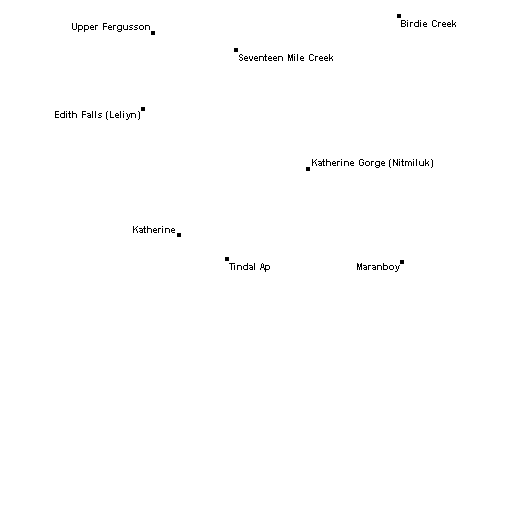 Birdie Creek
Upper Fergusson
Seventeen Mile Creek
Edith Falls (Leliyn)
Katherine Gorge (Nitmiluk)
Katherine
Tindal Ap
Maranboy